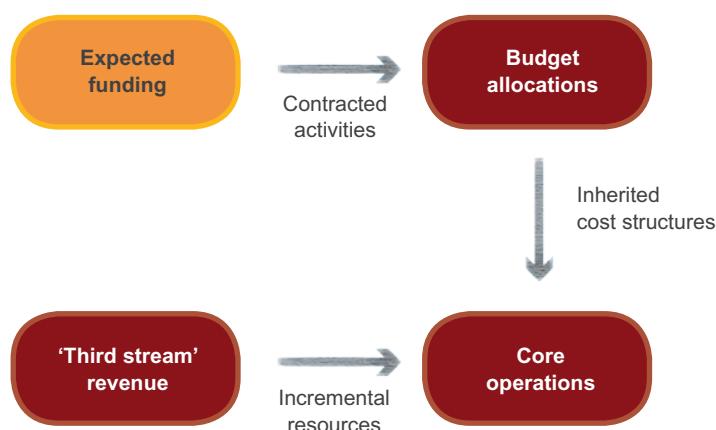 Expected
funding
Contracted
activities
Budget
allocations
Inherited
cost structures
‘Third stream’
revenue
Incremental
resources
Core
operations